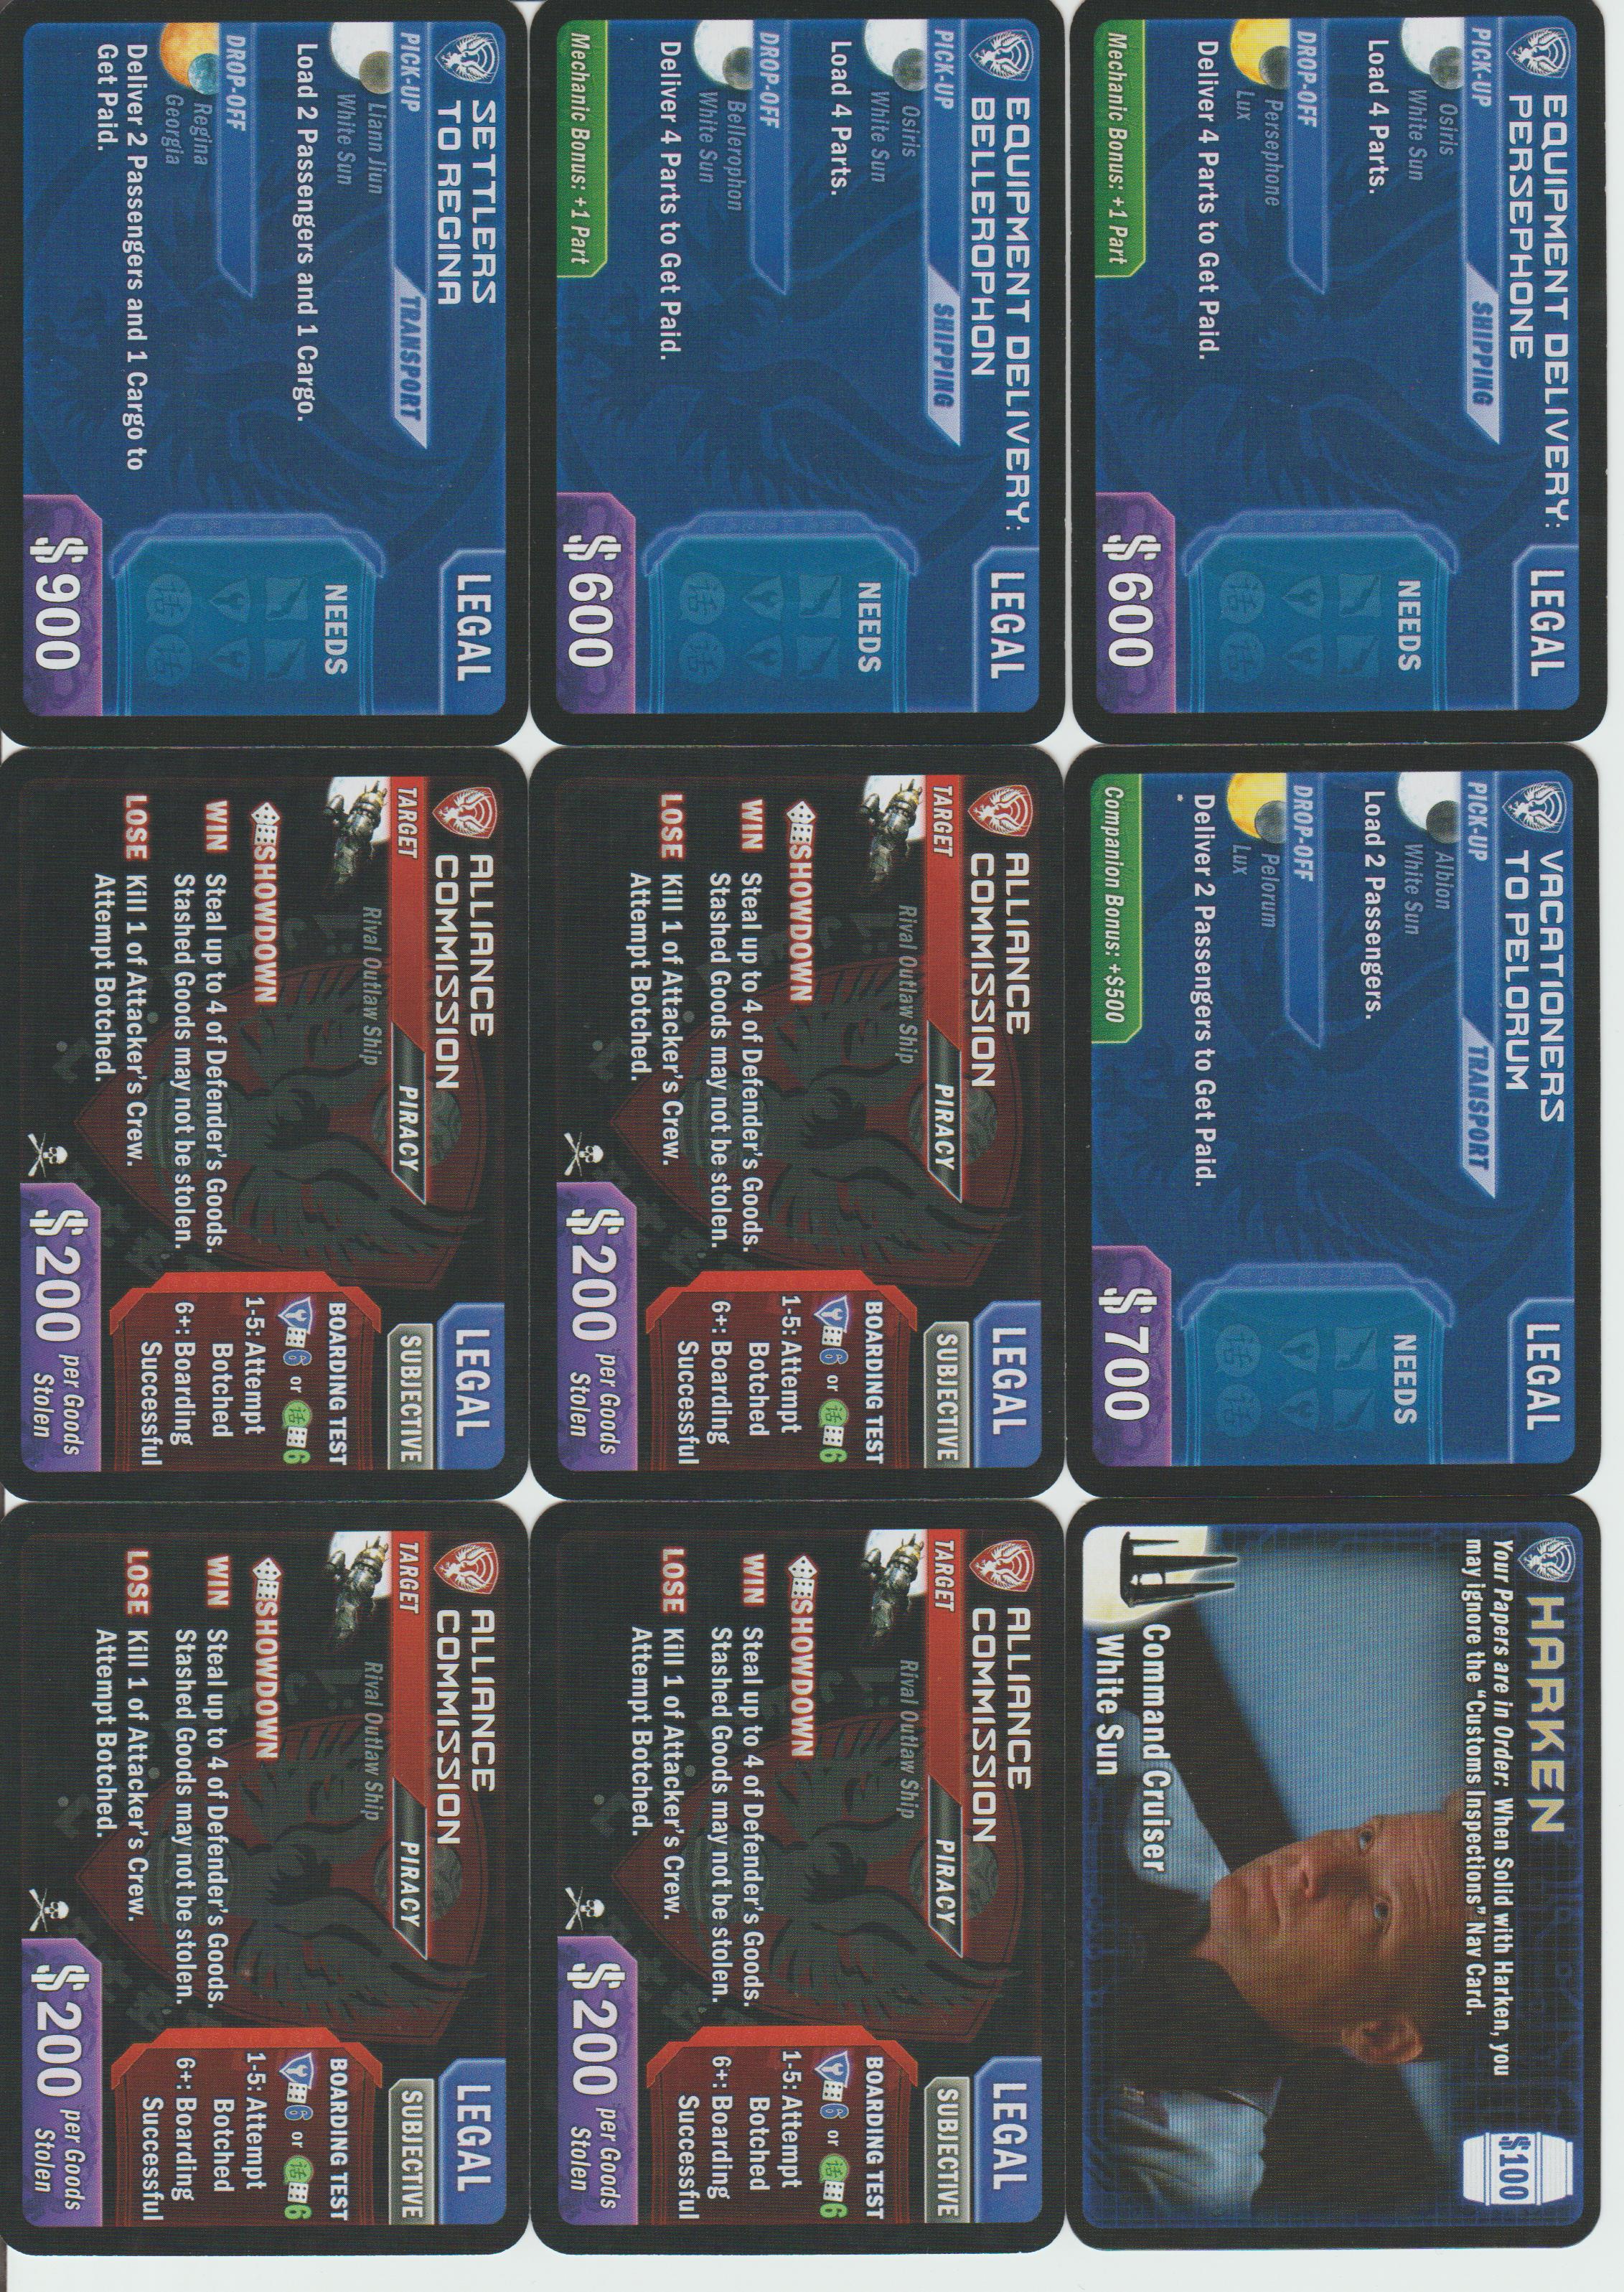 EQUIPMENT DELIVERY:
PERSEPHONE
LEGAL
SHIPPING
PICK-UP
Osiris
White Sun
Load 4 Parts.
DROP-OFF
Persephone
Lux
Deliver 4 Parts to Get Paid.
Mechanic Bonus: +1 Part
NEEDS
话 话
$600
VACATIONERS
TO PELORUM
LEGAL
TRANSPORT
PICK-UP
Albion
White Sun
Load 2 Passengers.
DROP-OFF
Pelorum
Lux
Deliver 2 Passengers to Get Paid.
Companion Bonus: +$500
NEEDS
话 话
$700
HARKEN
$100
Your Papers are in Order: When Solid with Harken, you
may ignore the "Customs Inspections" Nav Card.
Command Cruiser
White Sun
EQUIPMENT DELIVERY:
BELLEROPHON
LEGAL
SHIPPING
PICK-UP
Osiris
White Sun
Load 4 Parts.
DROP-OFF
Bellerophon
White Sun
Deliver 4 Parts to Get Paid.
Mechanic Bonus: +1 Part
NEEDS
话 话
$600
ALLIANCE
COMMISSION
LEGAL
SUBJECTIVE
PIRACY
TARGET
Rival Outlaw Ship
SHOWDOWN
WIN Steal up to 4 of Defender's Goods.
Stashed Goods may not be stolen.
LOSE Kill 1 of Attacker's Crew.
Attempt Botched.
BOARDING TEST
6 or 话 6
1-5: Attempt
Botched
6+: Boarding
Successful
$200 per Goods
Stolen
ALLIANCE
COMMISSION
LEGAL
SUBJECTIVE
PIRACY
TARGET
Rival Outlaw Ship
SHOWDOWN
WIN Steal up to 4 of Defender's Goods.
Stashed Goods may not be stolen.
LOSE Kill 1 of Attacker's Crew.
Attempt Botched.
BOARDING TEST
6 or 话 6
1-5: Attempt
Botched
6+: Boarding
Successful
$200 per Goods
Stolen
SETTLERS
TO REGINA
LEGAL
TRANSPORT
PICK-UP
Liann Jiun
White Sun
Load 2 Passengers and 1 Cargo.
DROP-OFF
Regina
Georgia
Deliver 2 Passengers and 1 Cargo to
Get Paid.
NEEDS
话 话
$900
ALLIANCE
COMMISSION
LEGAL
SUBJECTIVE
PIRACY
TARGET
Rival Outlaw Ship
SHOWDOWN
WIN Steal up to 4 of Defender's Goods.
Stashed Goods may not be stolen.
LOSE Kill 1 of Attacker's Crew.
Attempt Botched.
BOARDING TEST
6 or 话 6
1-5: Attempt
Botched
6+: Boarding
Successful
$200 per Goods
Stolen
ALLIANCE
COMMISSION
LEGAL
SUBJECTIVE
PIRACY
TARGET
Rival Outlaw Ship
SHOWDOWN
WIN Steal up to 4 of Defender's Goods.
Stashed Goods may not be stolen.
LOSE Kill 1 of Attacker's Crew.
Attempt Botched.
BOARDING TEST
6 or 话 6
1-5: Attempt
Botched
6+: Boarding
Successful
$200 per Goods
Stolen